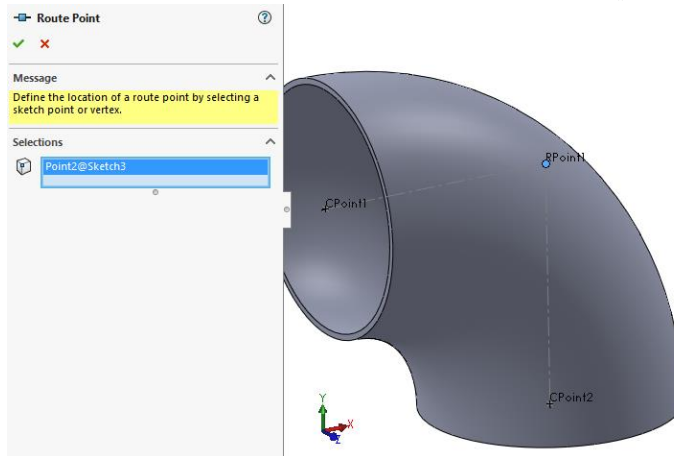 Route Point
Message
Define the location of a route point by selecting a
sketch point or vertex.
Selections
Point2@Sketch3
RPoint1
CPoint1
CPoint2
Y
X
Z